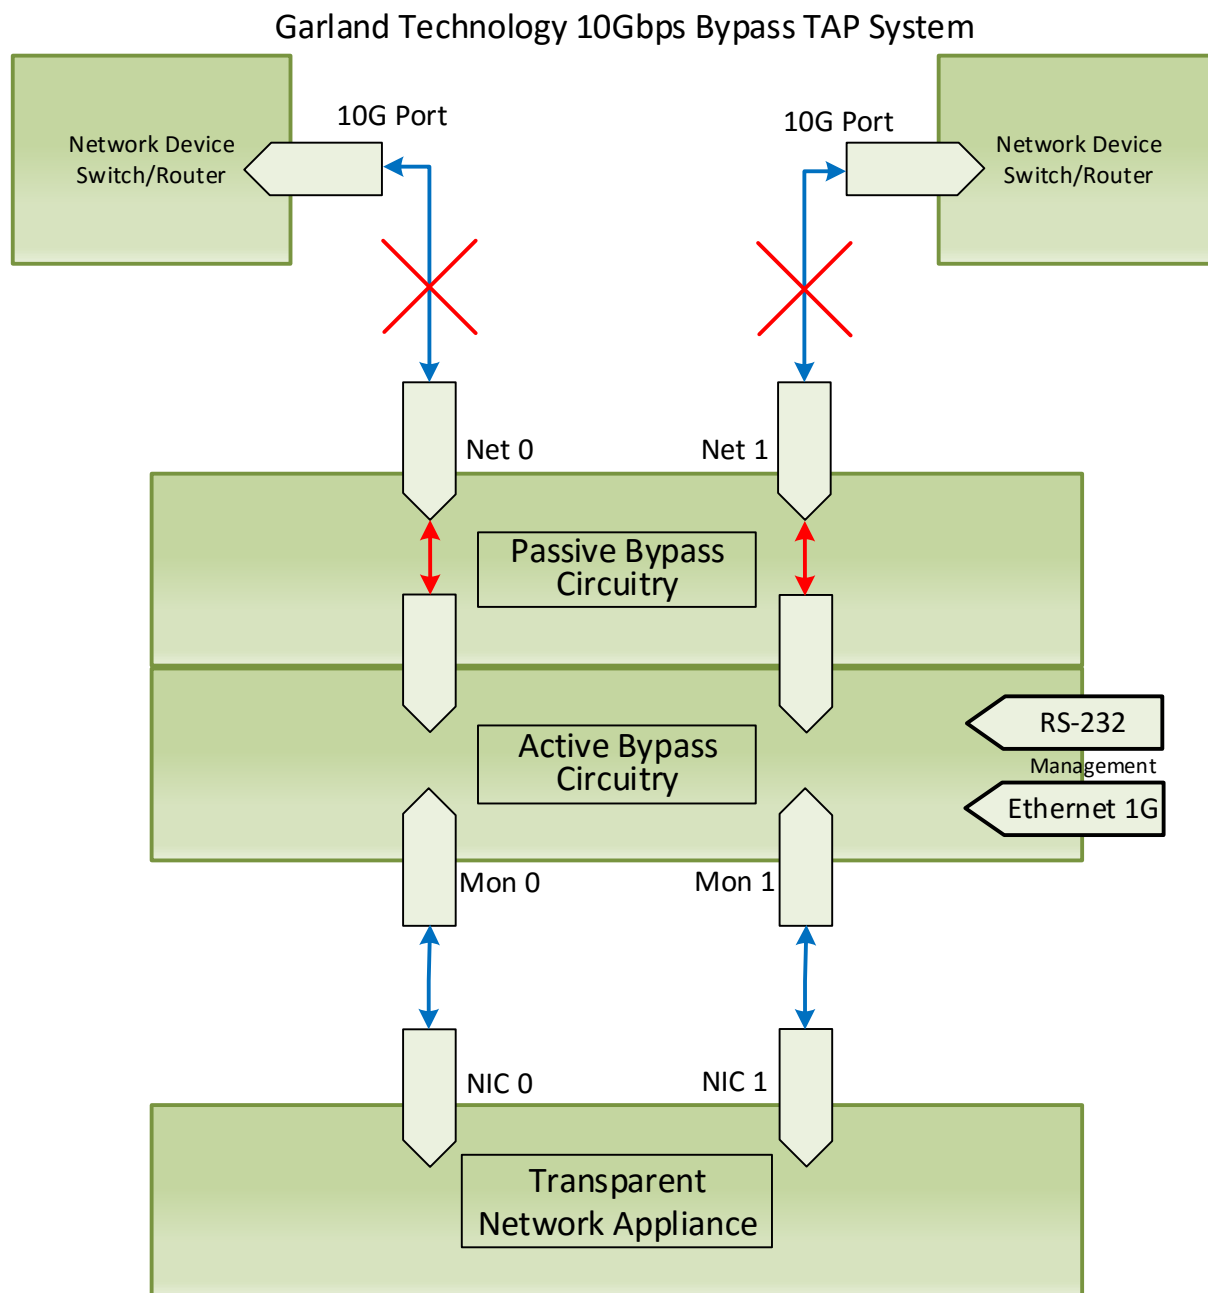 Garland Technology 10Gbps Bypass TAP System
10G Port
10G Port
Network Device
Switch/Router
Network Device
Switch/Router
Net 0
Net 1
Passive Bypass
Circuitry
RS-232
Active Bypass
Circuitry
Management
Ethernet 1G
Mon 0
Mon 1
NIC 0
NIC 1
Transparent
Network Appliance